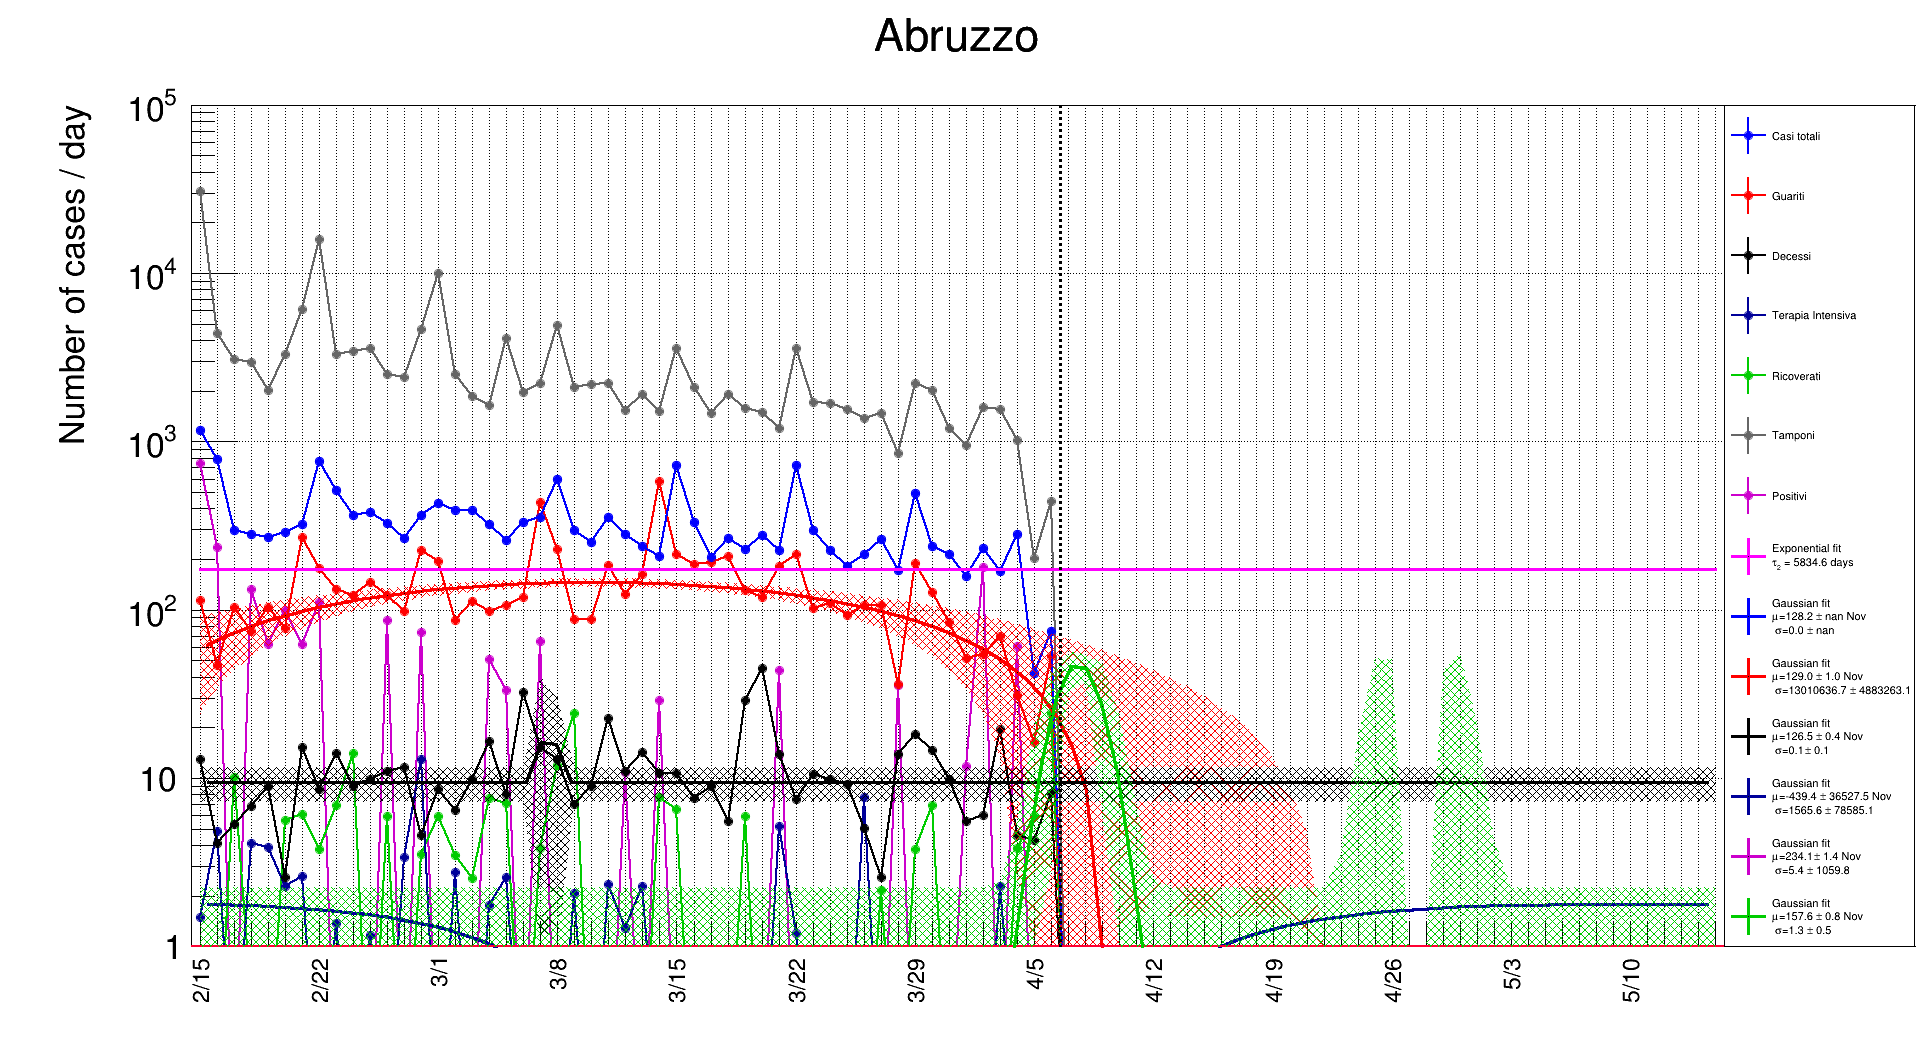 Abruzzo
Number of cases / day
10^5
10^4
10^3
10^2
10
1
2/15
2/22
3/1
3/8
3/15
3/22
3/29
4/5
4/12
4/19
4/26
5/3
5/10
Casi totali
Guariti
Decessi
Terapia Intensiva
Ricoverati
Tamponi
Positivi
Exponential fit
τ₂ = 5834.6 days
Gaussian fit
μ=128.2 ± nan Nov
σ=0.0 ± nan
Gaussian fit
μ=129.0 ± 1.0 Nov
σ=13010636.7 ± 4883263.1
Gaussian fit
μ=126.5 ± 0.4 Nov
σ=0.1 ± 0.1
Gaussian fit
μ=-439.4 ± 36527.5 Nov
σ=1565.6 ± 78585.1
Gaussian fit
μ=234.1 ± 1.4 Nov
σ=5.4 ± 1059.8
Gaussian fit
μ=157.6 ± 0.8 Nov
σ=1.3 ± 0.5